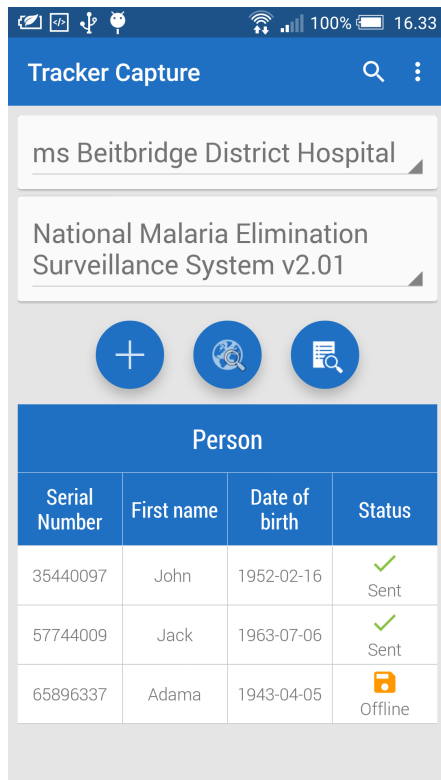 100% 16.33
Tracker Capture
ms Beitbridge District Hospital
National Malaria Elimination
Surveillance System v2.01
Person
Serial Number First name Date of birth Status
35440097 John 1952-02-16 Sent
57744009 Jack 1963-07-06 Sent
65896337 Adama 1943-04-05 Offline